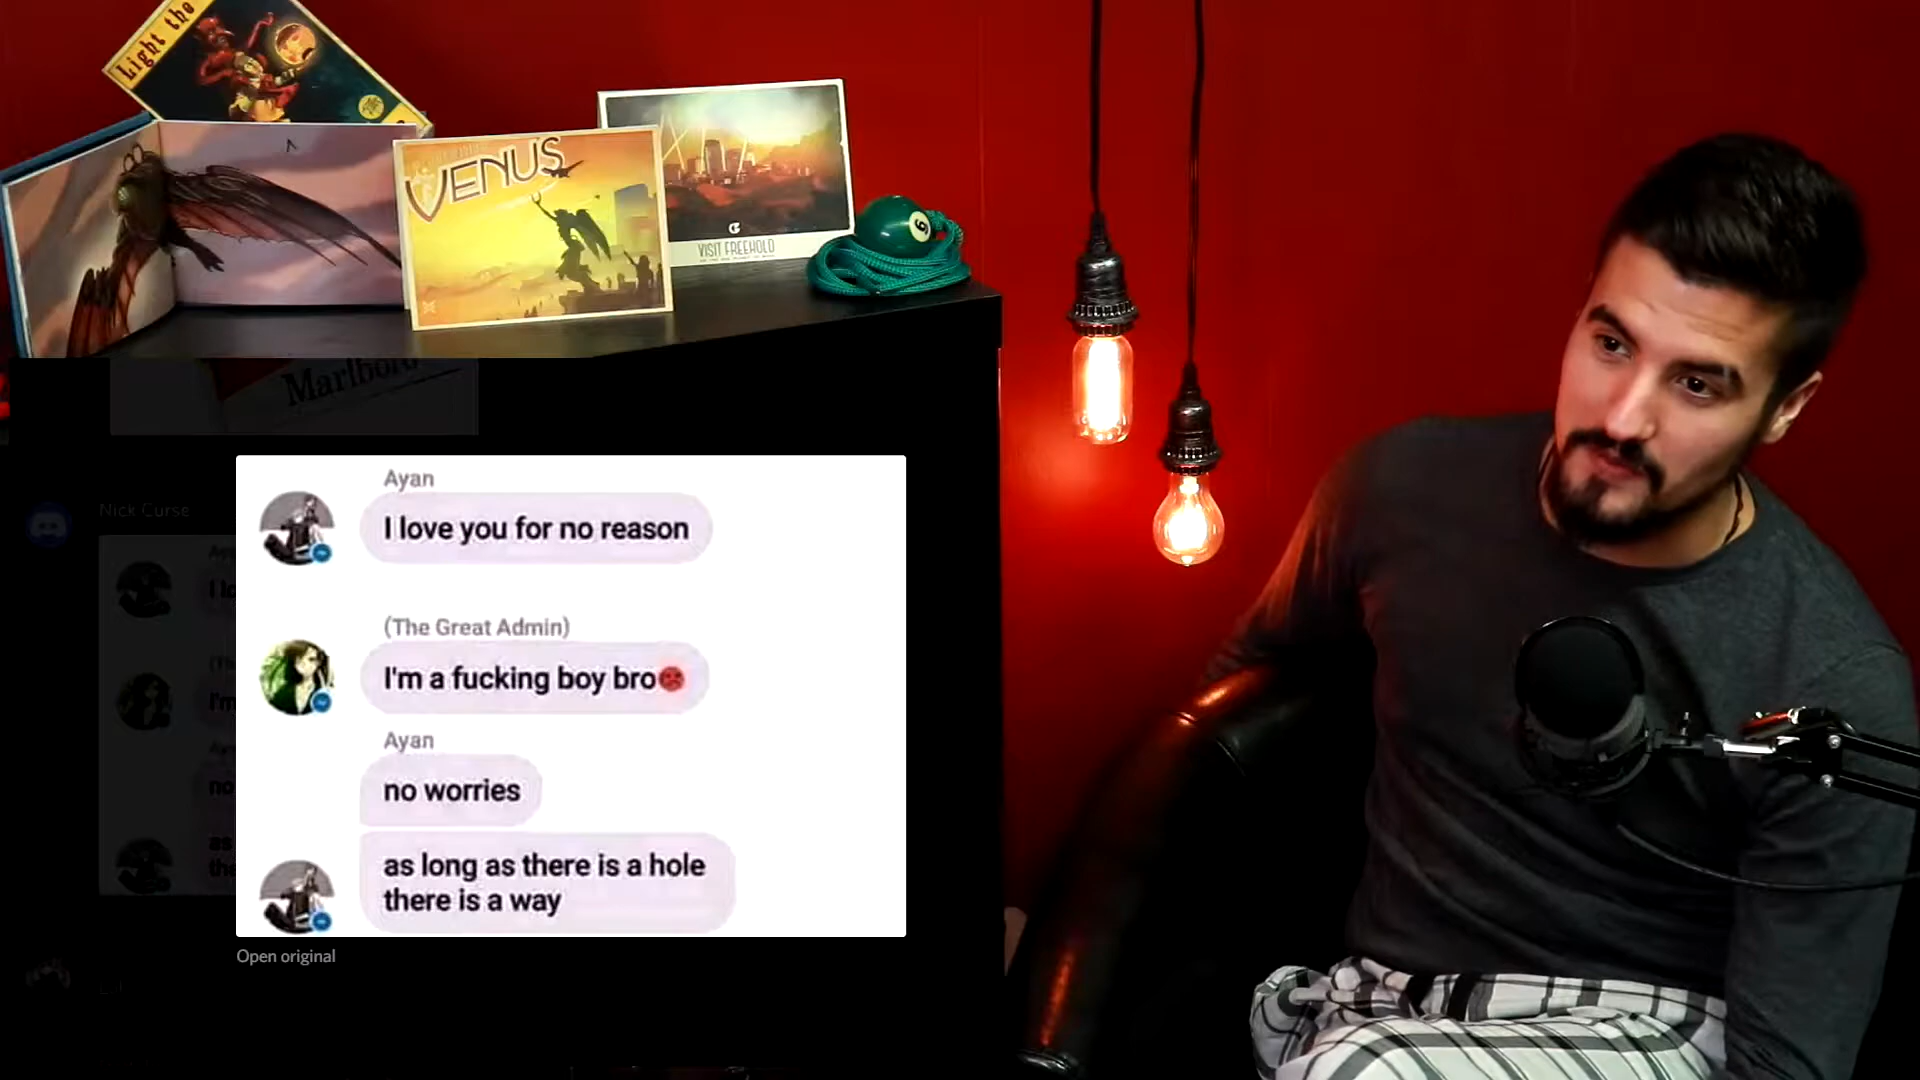 Light the
VENUS
VISIT FREEHOLD
6
Marlboro
Nick Curse
Ayan
I love you for no reason
(The Great Admin)
I'm a fucking boy bro😡
Ayan
no worries
as long as there is a hole
there is a way
Open original